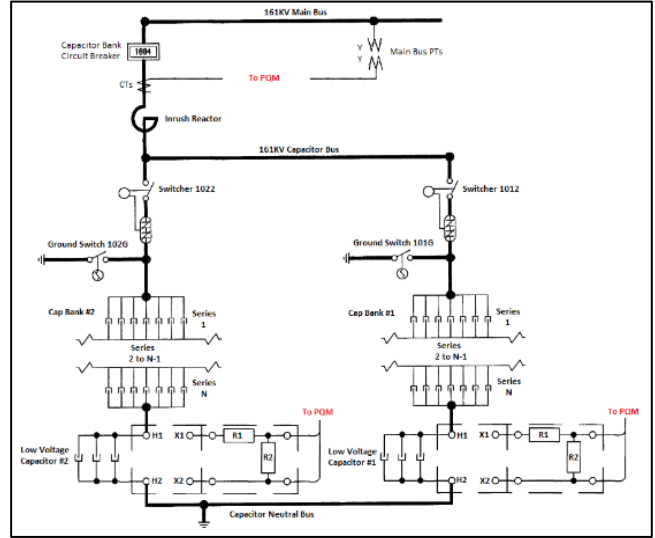 161KV Main Bus
Capacitor Bank
Circuit Breaker
1004
Y
Y
Main Bus PTs
CTs
To PQM
Inrush Reactor
161KV Capacitor Bus
Switcher 1022
Switcher 1012
Ground Switch 102G
Ground Switch 101G
Cap Bank #2
Series
1
Cap Bank #1
Series
1
Series
2 to N-1
Series
2 to N-1
Series
N
Series
N
To PQM
To PQM
H1
X1
R1
H1
X1
R1
Low Voltage
Capacitor #2
R2
Low Voltage
Capacitor #1
R2
H2
X2
H2
X2
Capacitor Neutral Bus